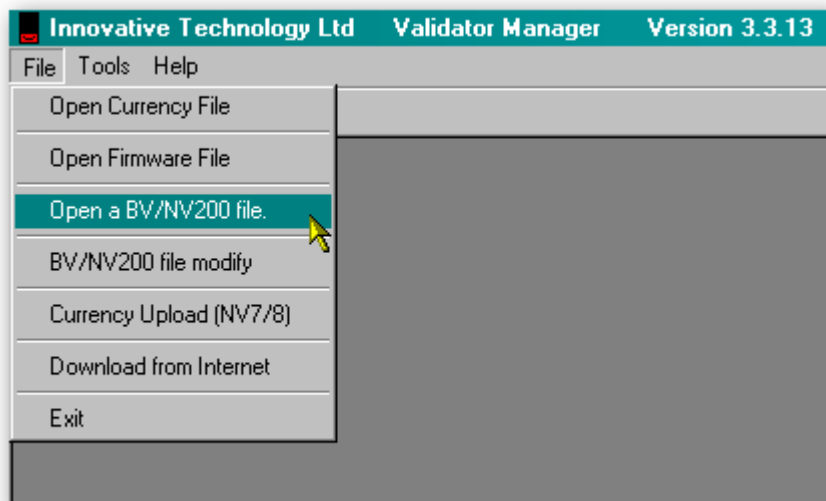 Innovative Technology Ltd Validator Manager Version 3.3.13
File Tools Help
Open Currency File
Open Firmware File
Open a BV/NV200 file.
BV/NV200 file modify
Currency Upload (NV7/8)
Download from Internet
Exit